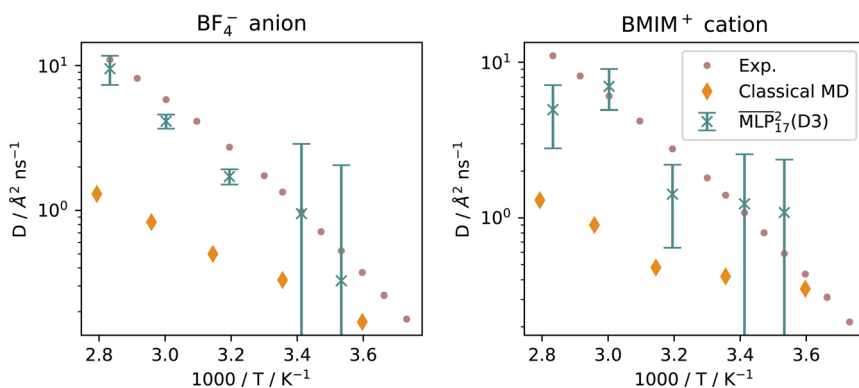 BF₄⁻ anion
D / Å² ns⁻¹
10¹
10⁰
2.8 3.0 3.2 3.4 3.6
1000 / T / K⁻¹
BMIM⁺ cation
Exp.
Classical MD
M̅L̅P̅²₁₇(D3)
D / Å² ns⁻¹
10¹
10⁰
2.8 3.0 3.2 3.4 3.6
1000 / T / K⁻¹